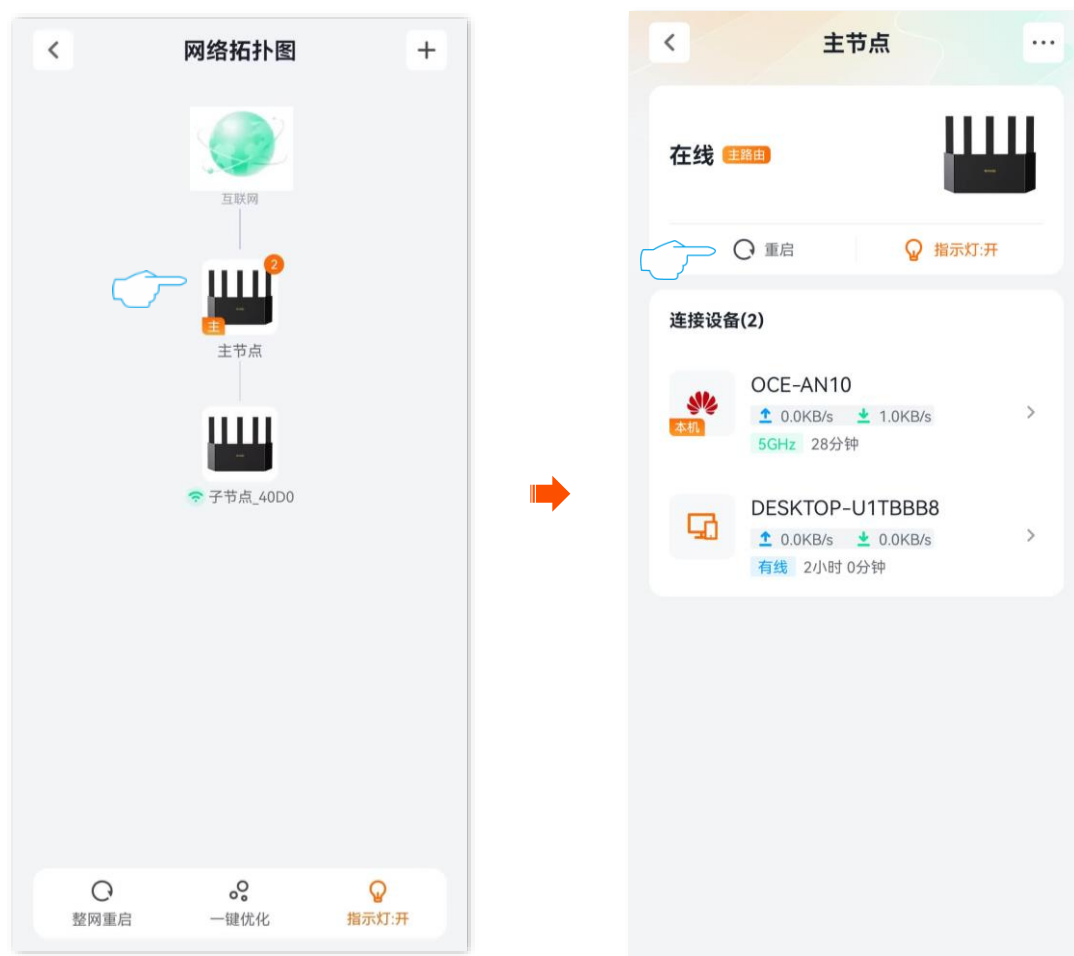 网络拓扑图
互联网
2
主
主节点
子节点_40D0
整网重启
一键优化
指示灯:开
主节点
在线 主路由
重启
指示灯:开
连接设备(2)
OCE-AN10
0.0KB/s 1.0KB/s
本机
5GHz 28分钟
DESKTOP-U1TBBB8
0.0KB/s 0.0KB/s
有线 2小时 0分钟